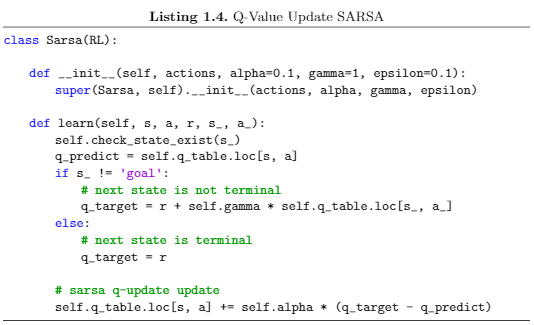 Listing 1.4. Q-Value Update SARSA
class Sarsa(RL):
def __init__(self, actions, alpha=0.1, gamma=1, epsilon=0.1):
super(Sarsa, self).__init__(actions, alpha, gamma, epsilon)
def learn(self, s, a, r, s_, a_):
self.check_state_exist(s_)
q_predict = self.q_table.loc[s, a]
if s_ != 'goal':
# next state is not terminal
q_target = r + self.gamma * self.q_table.loc[s_, a_]
else:
# next state is terminal
q_target = r
# sarsa q-update update
self.q_table.loc[s, a] += self.alpha * (q_target - q_predict)